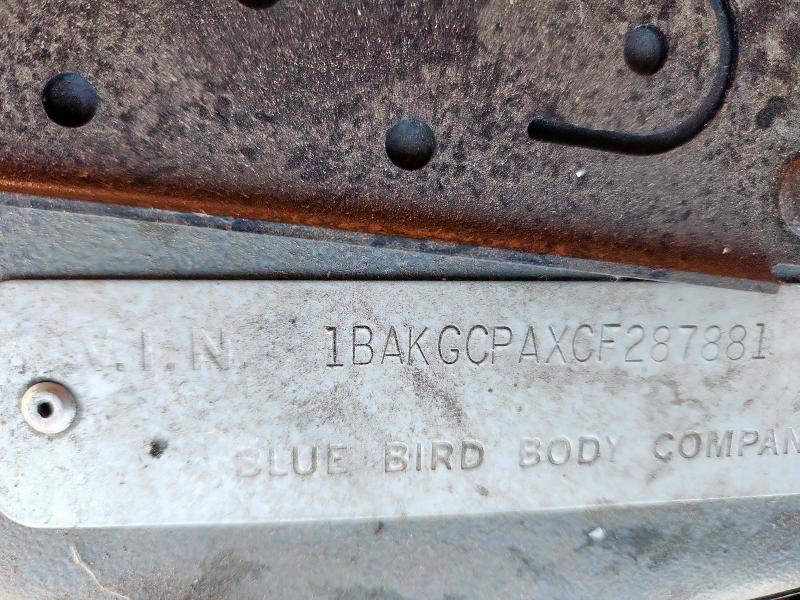 V.I.N. 1BAKGCPAXCF287881
BLUE BIRD BODY COMPAN